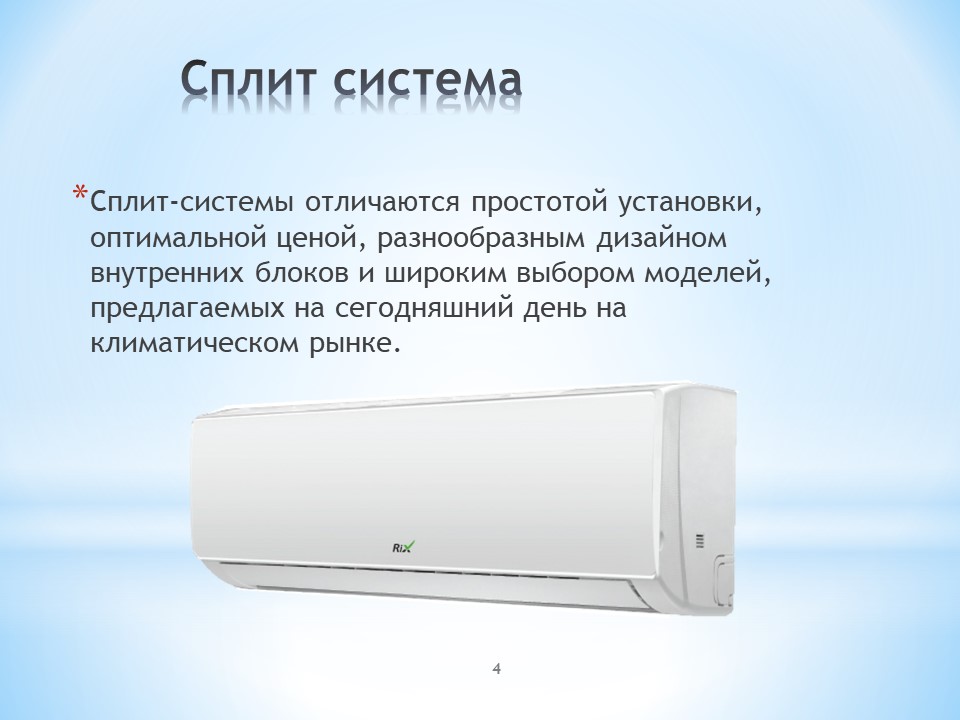 Сплит система
* Сплит-системы отличаются простотой установки,
оптимальной ценой, разнообразным дизайном
внутренних блоков и широким выбором моделей,
предлагаемых на сегодняшний день на
климатическом рынке.
Rix
4